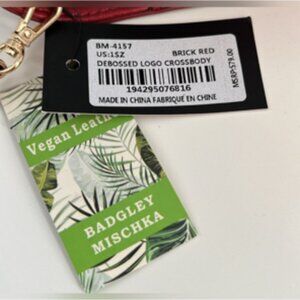 BM-4157 BRICK RED
US:1SZ
DEBOSSED LOGO CROSSBODY
194295076816
MADE IN CHINA FABRIQUÉ EN CHINE
MSRP:$79.00
Vegan Leath
BADGLEY
MISCHKA